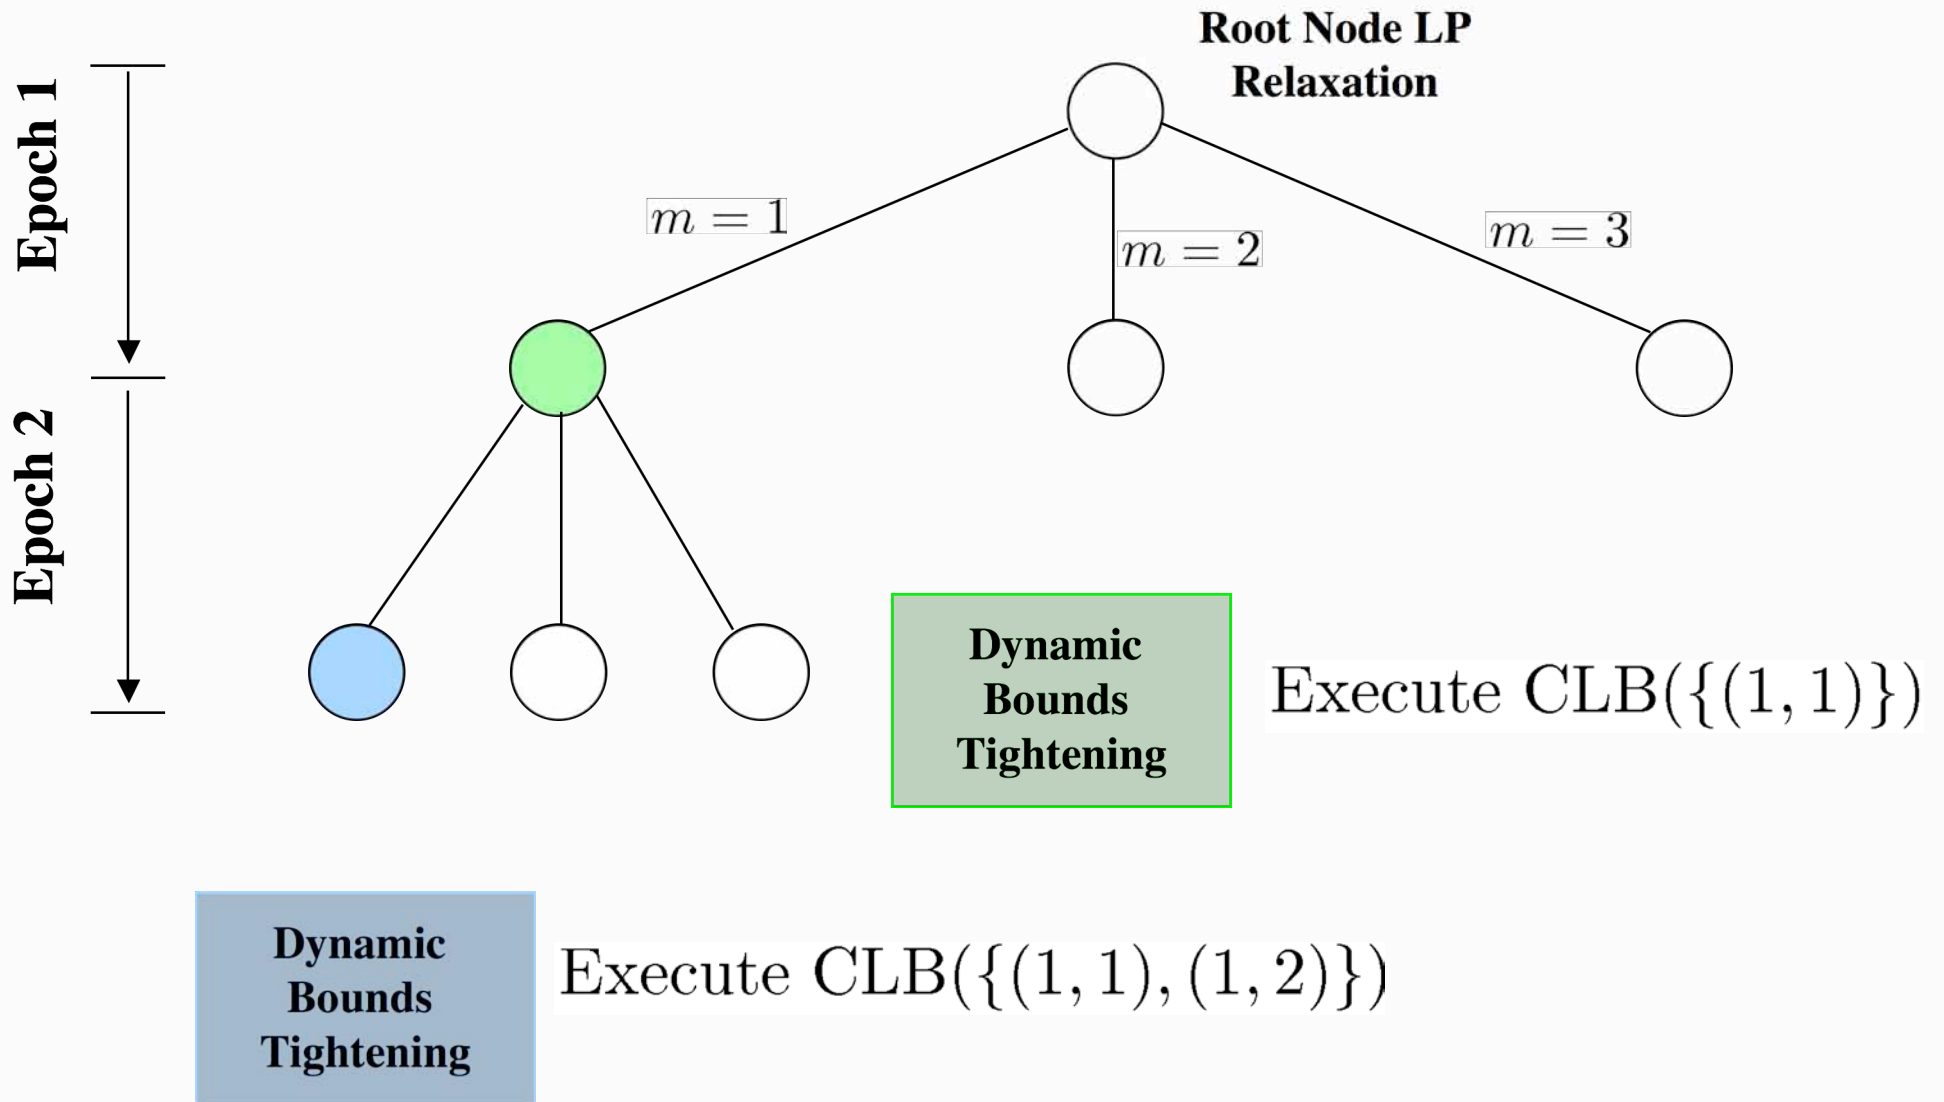 Root Node LP
Relaxation
Epoch 1
m = 1
m = 2
m = 3
Epoch 2
Dynamic
Bounds
Tightening
Execute CLB({(1, 1)})
Dynamic
Bounds
Tightening
Execute CLB({(1, 1), (1, 2)})